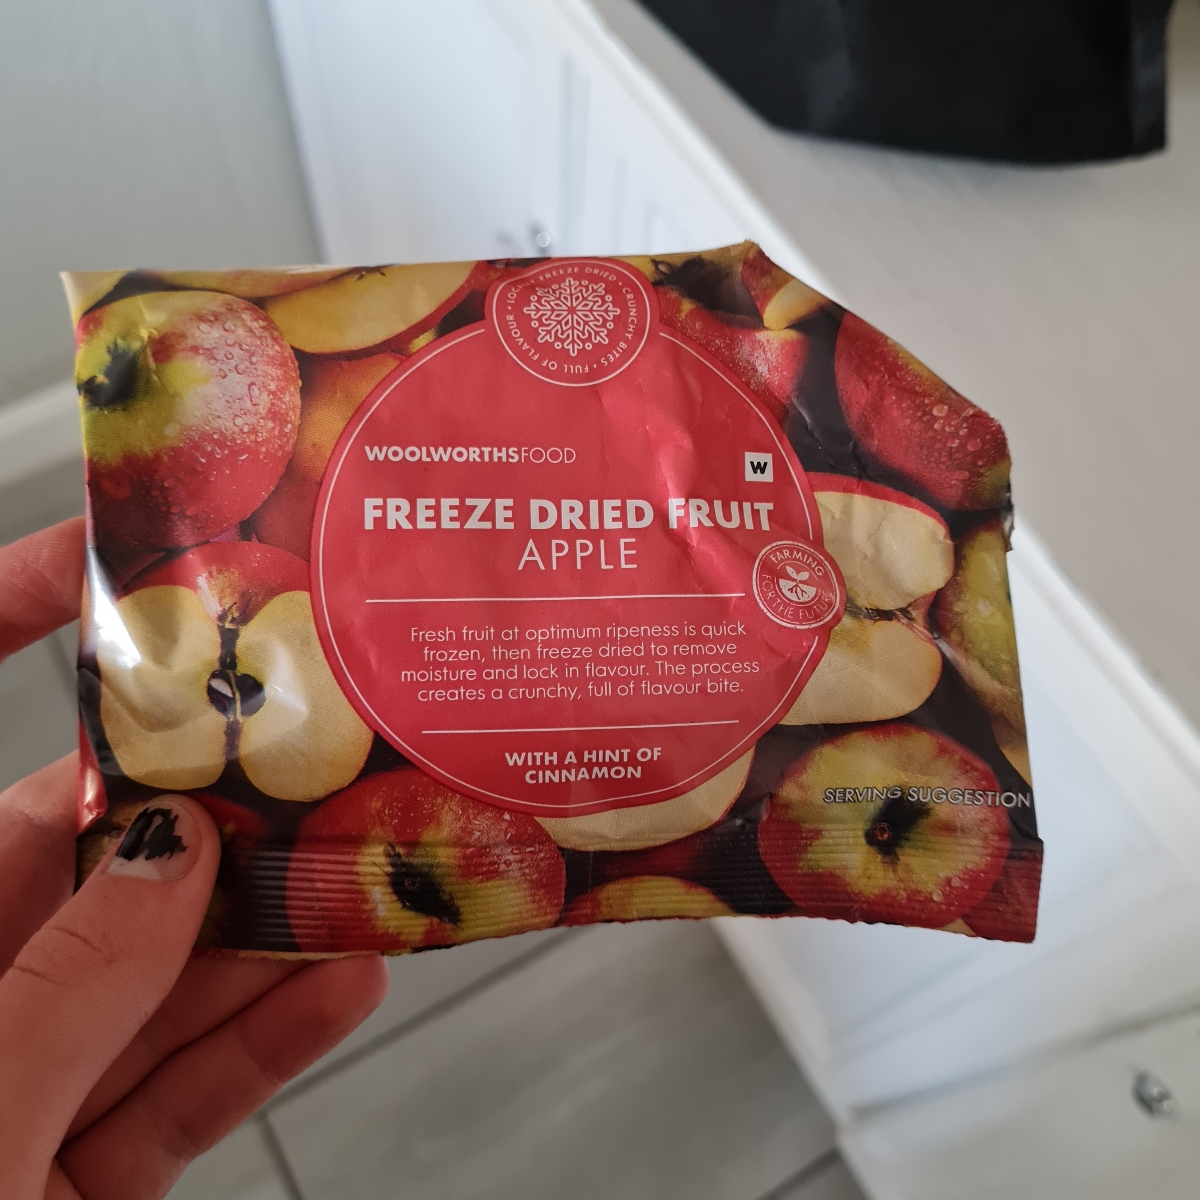 LOCALLY FREEZE DRIED • CRUNCHY BITES • FULL OF FLAVOUR •
WOOLWORTHSFOOD
W
FREEZE DRIED FRUIT
APPLE
FARMING
FOR THE FUTURE
Fresh fruit at optimum ripeness is quick
frozen, then freeze dried to remove
moisture and lock in flavour. The process
creates a crunchy, full of flavour bite.
WITH A HINT OF
CINNAMON
SERVING SUGGESTION